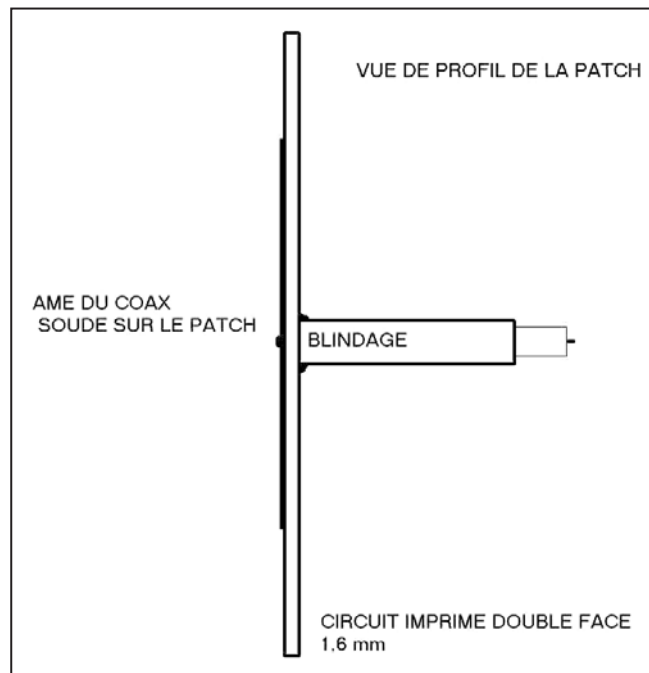 VUE DE PROFIL DE LA PATCH
AME DU COAX
SOUDE SUR LE PATCH
BLINDAGE
CIRCUIT IMPRIME DOUBLE FACE
1,6 mm